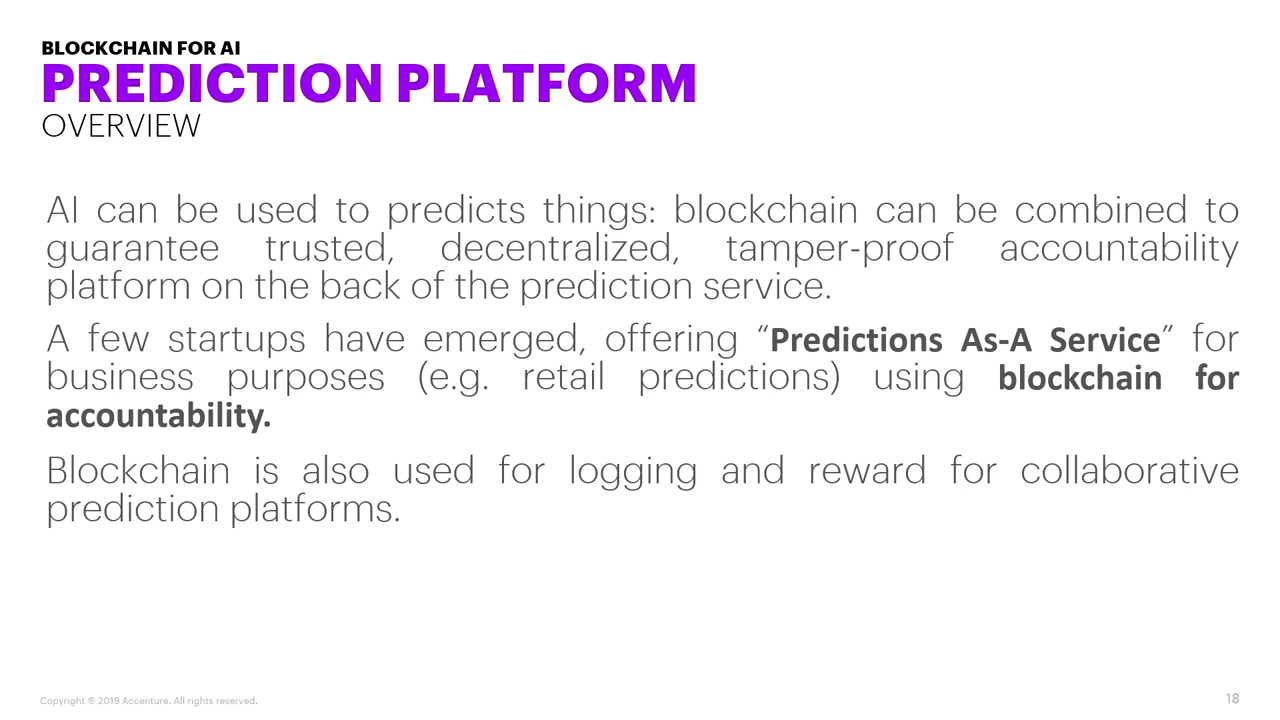 BLOCKCHAIN FOR AI
PREDICTION PLATFORM
OVERVIEW
AI can be used to predicts things: blockchain can be combined to
guarantee trusted, decentralized, tamper-proof accountability
platform on the back of the prediction service.
A few startups have emerged, offering “Predictions As-A Service” for
business purposes (e.g. retail predictions) using blockchain for
accountability.
Blockchain is also used for logging and reward for collaborative
prediction platforms.
Copyright © 2019 Accenture. All rights reserved.
18